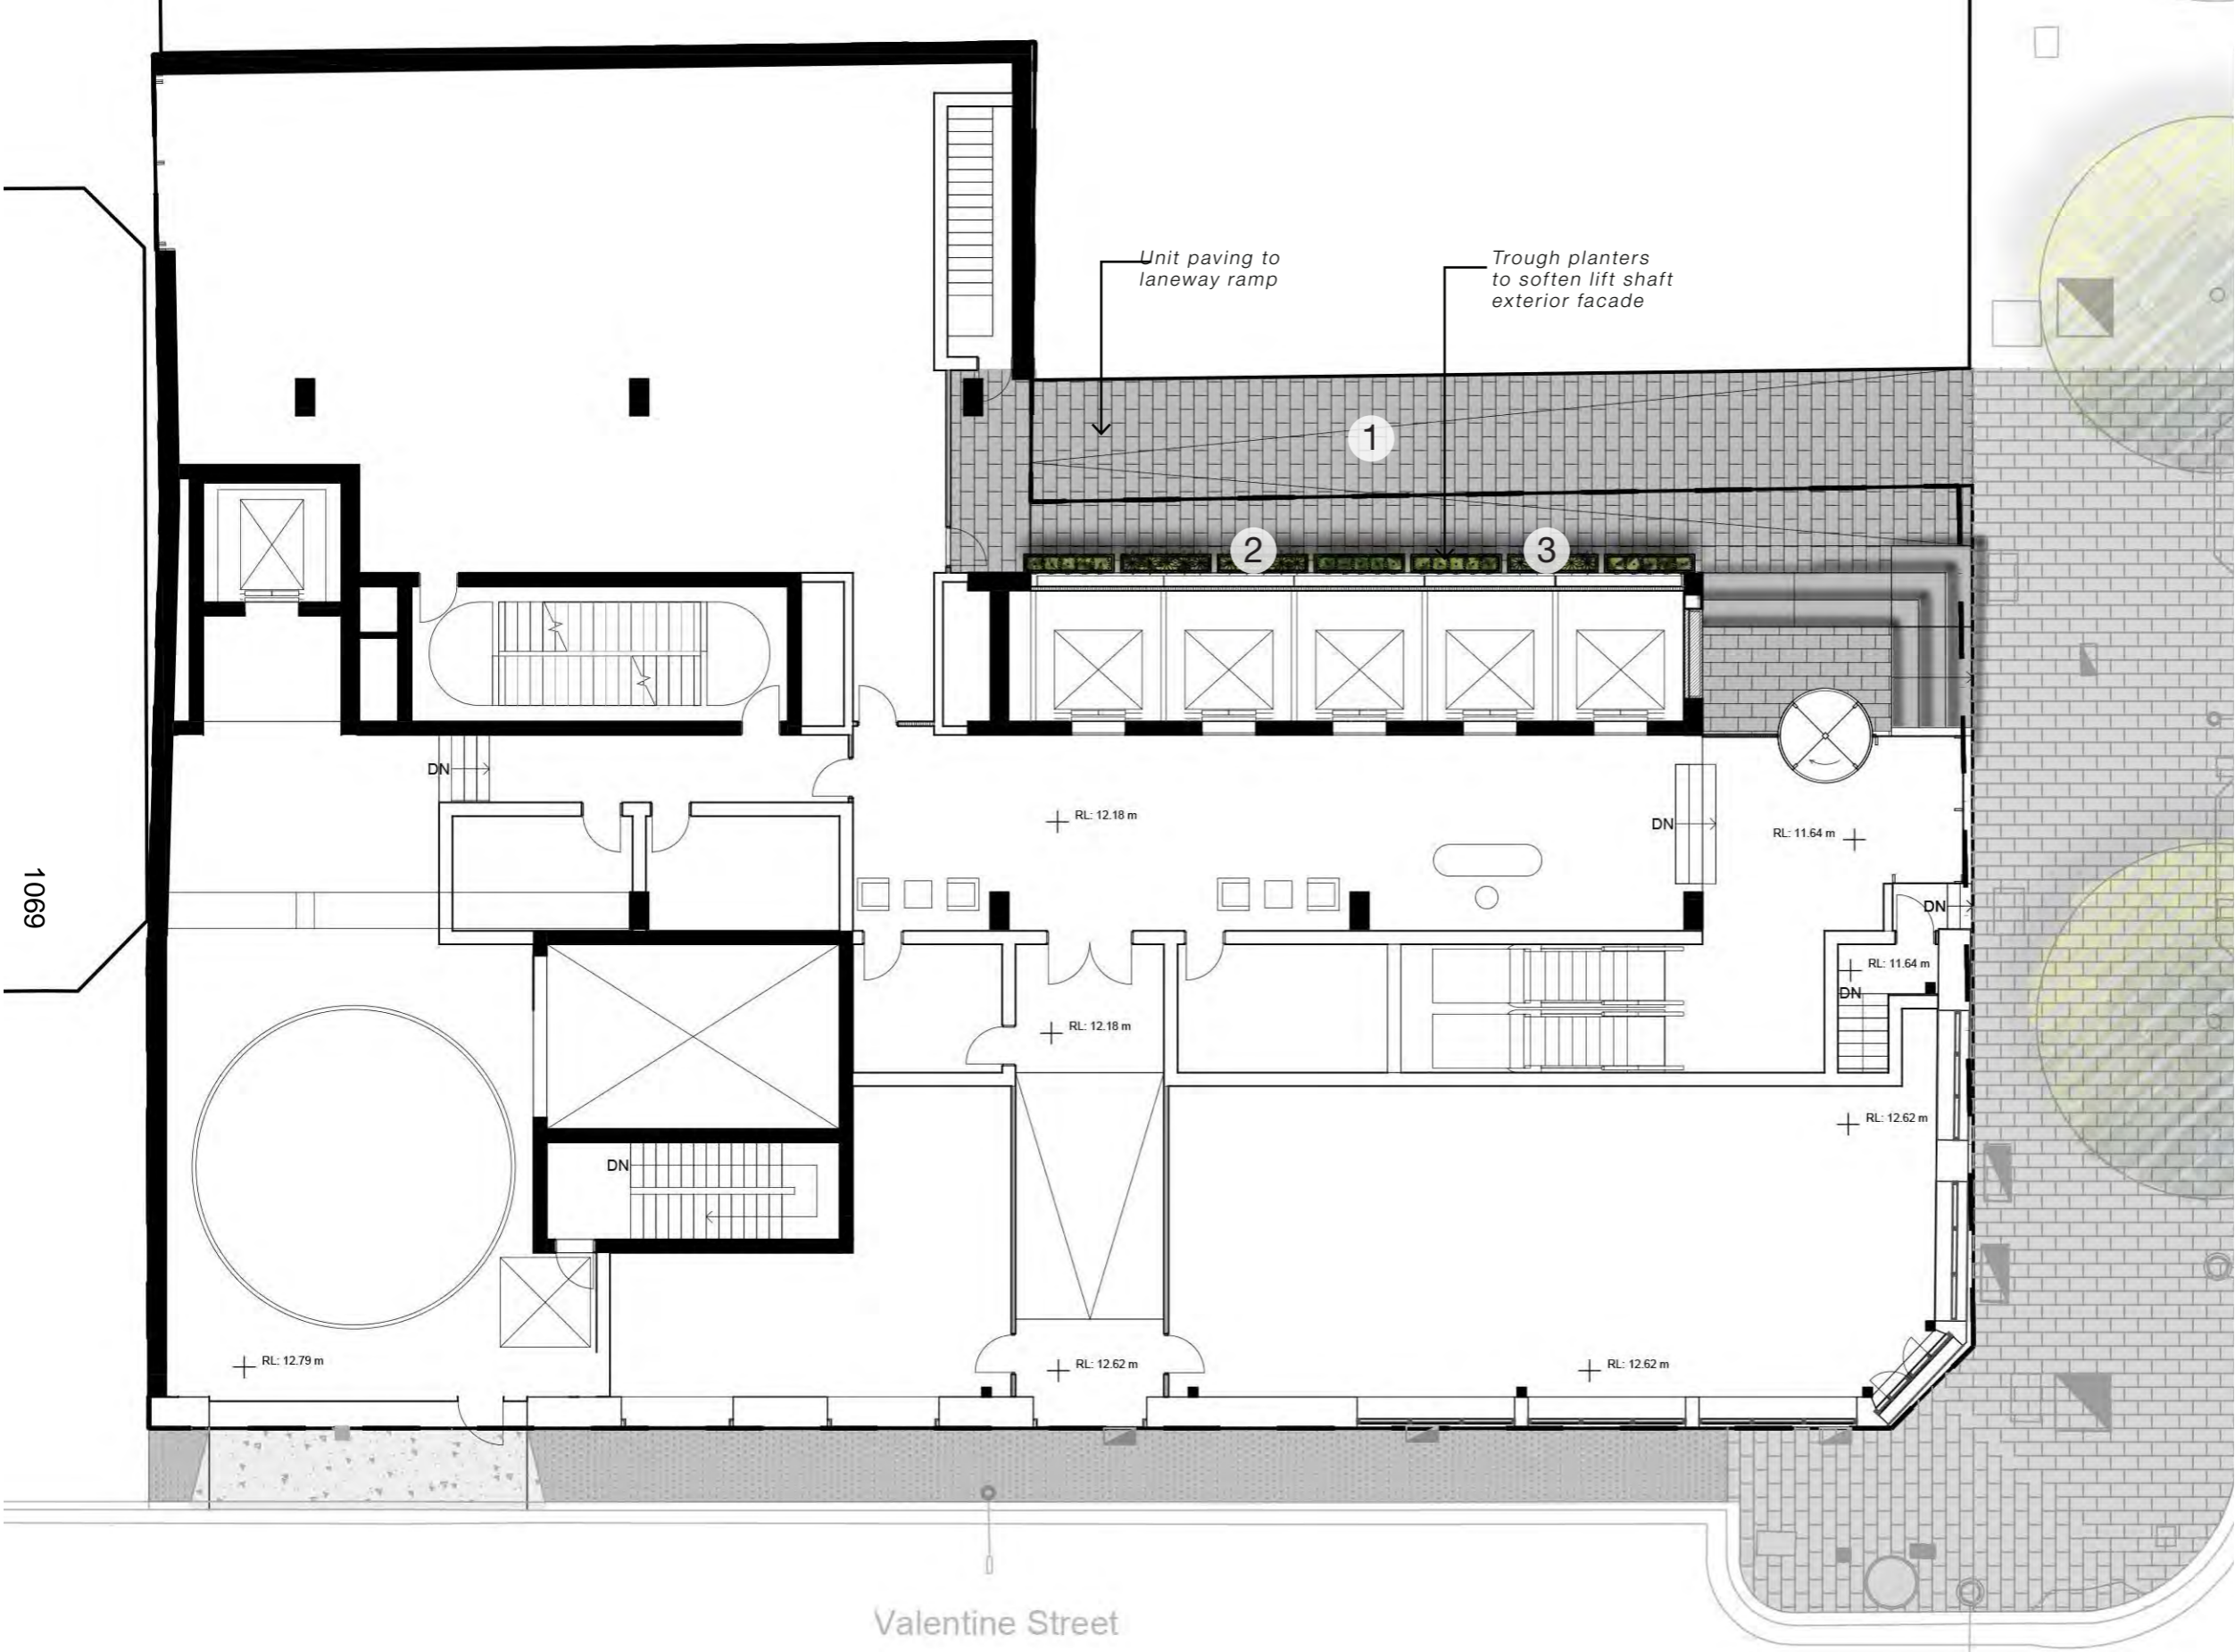 Unit paving to
laneway ramp
Trough planters
to soften lift shaft
exterior facade
1
2
3
DN
RL: 12.18 m
DN
RL: 11.64 m
1069
DN
RL: 11.64 m
DN
RL: 12.18 m
RL: 12.62 m
DN
RL: 12.79 m
RL: 12.62 m
RL: 12.62 m
Valentine Street